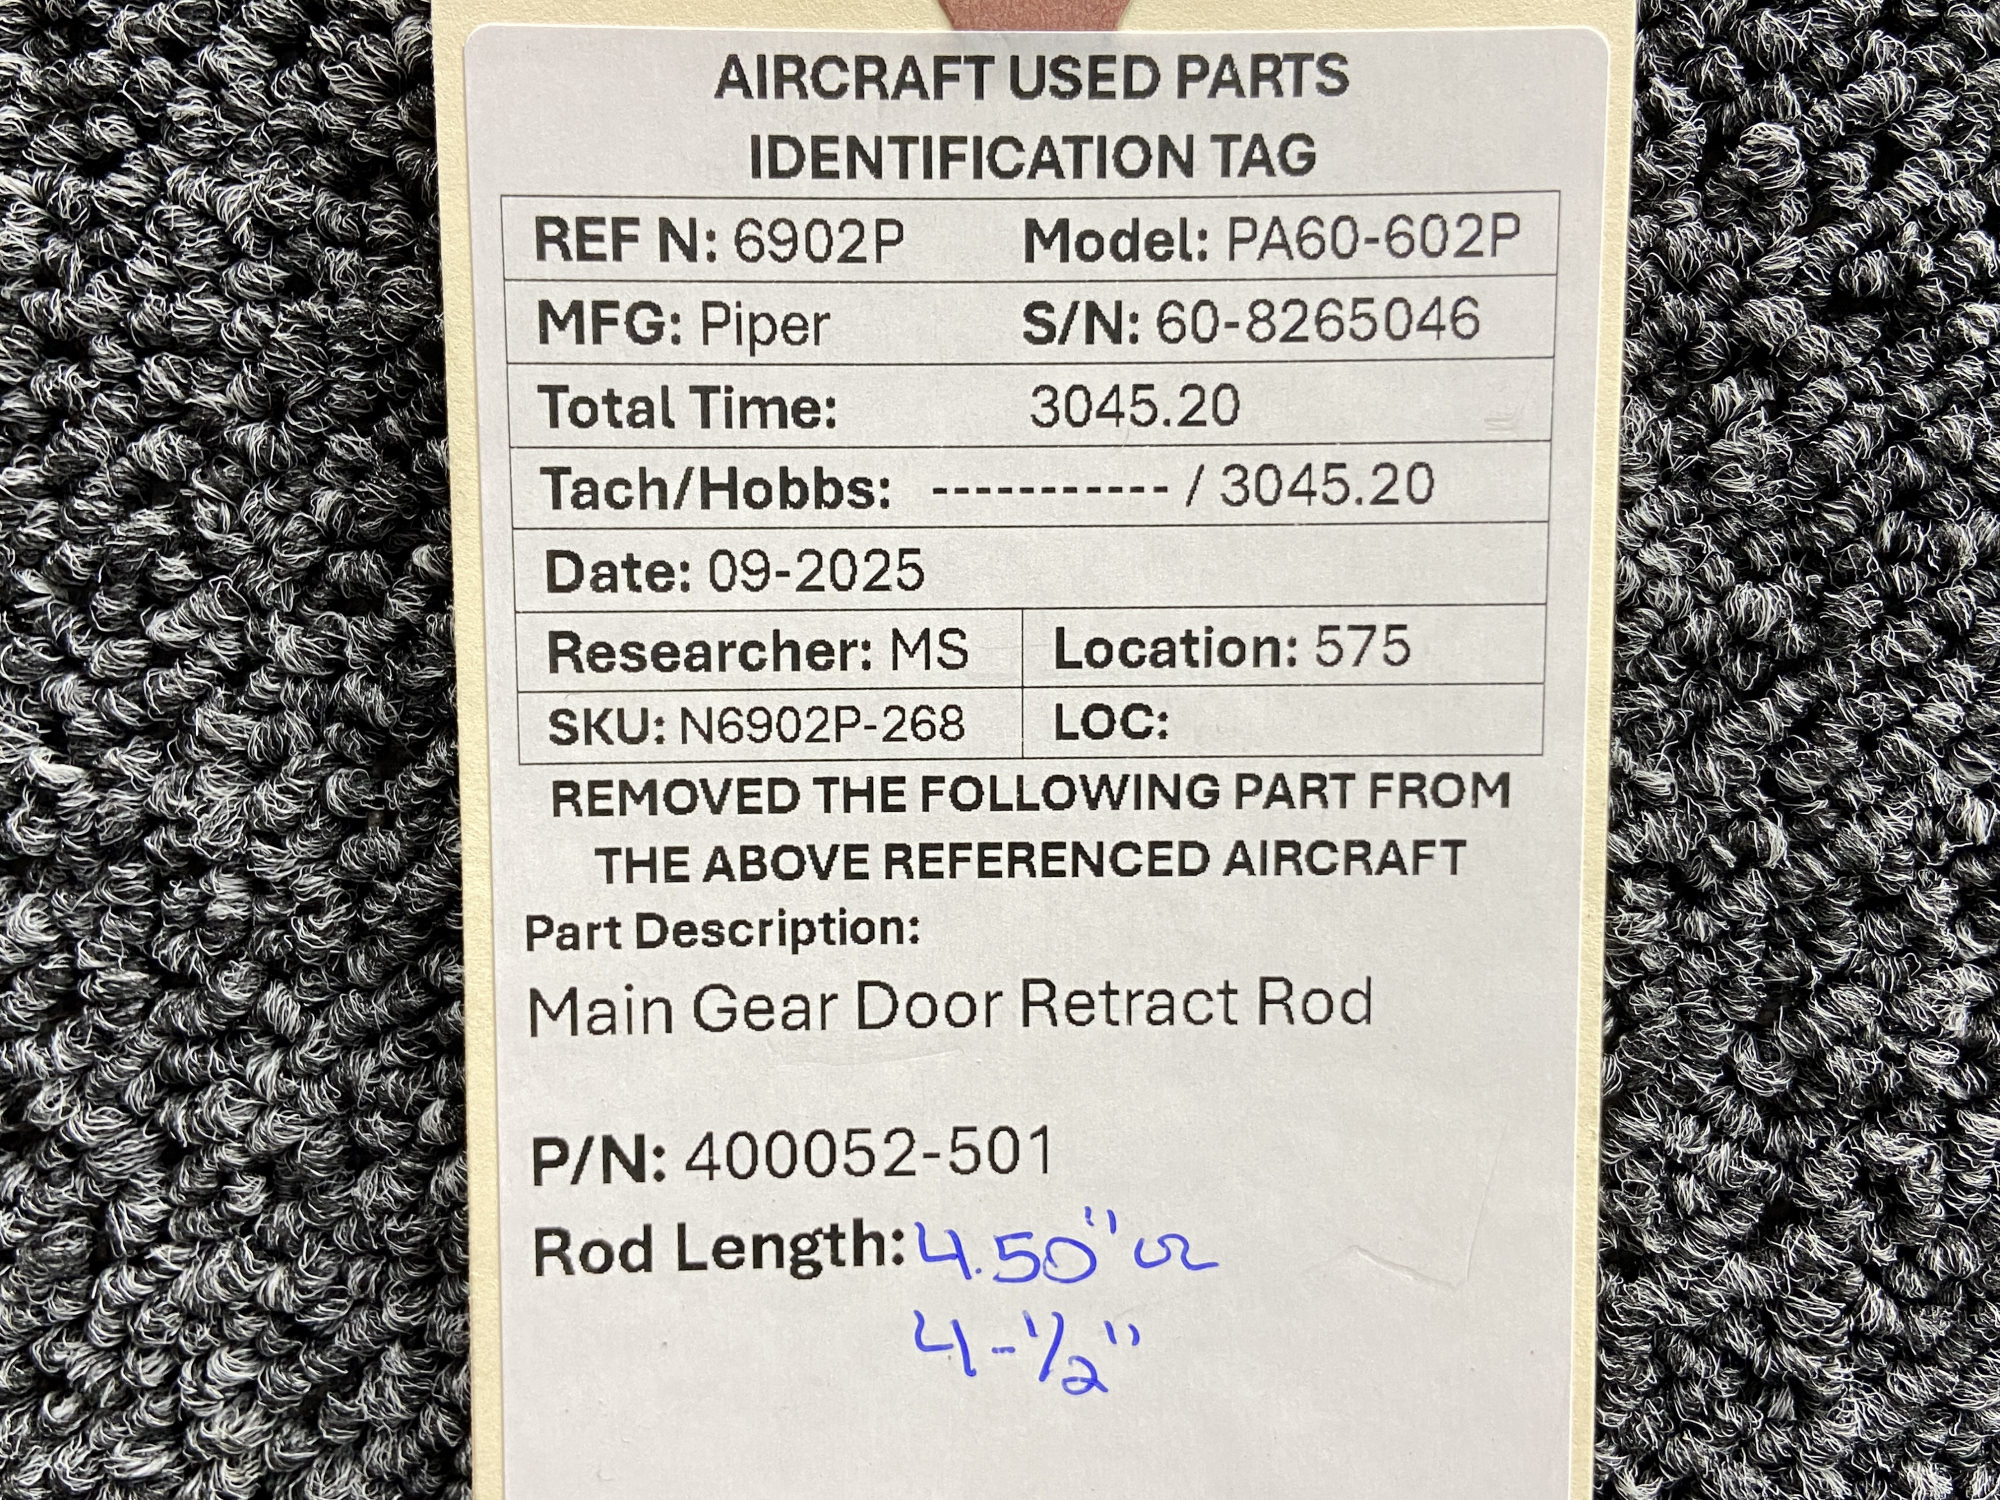 AIRCRAFT USED PARTS
IDENTIFICATION TAG
REF N: 6902P Model: PA60-602P
MFG: Piper S/N: 60-8265046
Total Time: 3045.20
Tach/Hobbs: ----------- / 3045.20
Date: 09-2025
Researcher: MS Location: 575
SKU: N6902P-268 LOC:
REMOVED THE FOLLOWING PART FROM
THE ABOVE REFERENCED AIRCRAFT
Part Description:
Main Gear Door Retract Rod
P/N: 400052-501
Rod Length: 4.50" or
4-1/2"